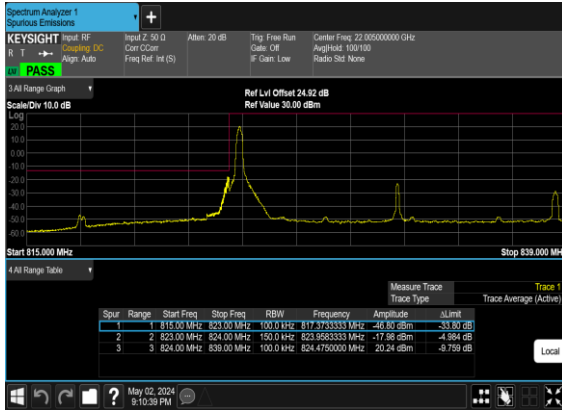 Spectrum Analyzer 1
Spurious Emissions
KEYSIGHT Input: RF Input Z: 50 Ω Atten: 20 dB Trig: Free Run Center Freq: 22.005000000 GHz
R T Coupling: DC Corr CCorr Gate: Off Avg|Hold: 100/100
Align: Auto Freq Ref: Int (S) IF Gain: Low Radio Std: None
PASS
3 All Range Graph
Ref Lvl Offset 24.92 dB
Scale/Div 10.0 dB Ref Value 30.00 dBm
Log
20.0
10.0
0.00
-10.0
-20.0
-30.0
-40.0
-50.0
-60.0
Start 815.000 MHz Stop 839.000 MHz
4 All Range Table
Measure Trace Trace 1
Trace Type Trace Average (Active)
Spur Range Start Freq Stop Freq RBW Frequency Amplitude ΔLimit
1 1 815.00 MHz 823.00 MHz 100.0 kHz 817.3733333 MHz -46.80 dBm -33.80 dB
2 2 823.00 MHz 824.00 MHz 150.0 kHz 823.9583333 MHz -17.98 dBm -4.984 dB
3 3 824.00 MHz 839.00 MHz 100.0 kHz 824.4750000 MHz 20.24 dBm -9.759 dB
Local
May 02, 2024
9:10:39 PM